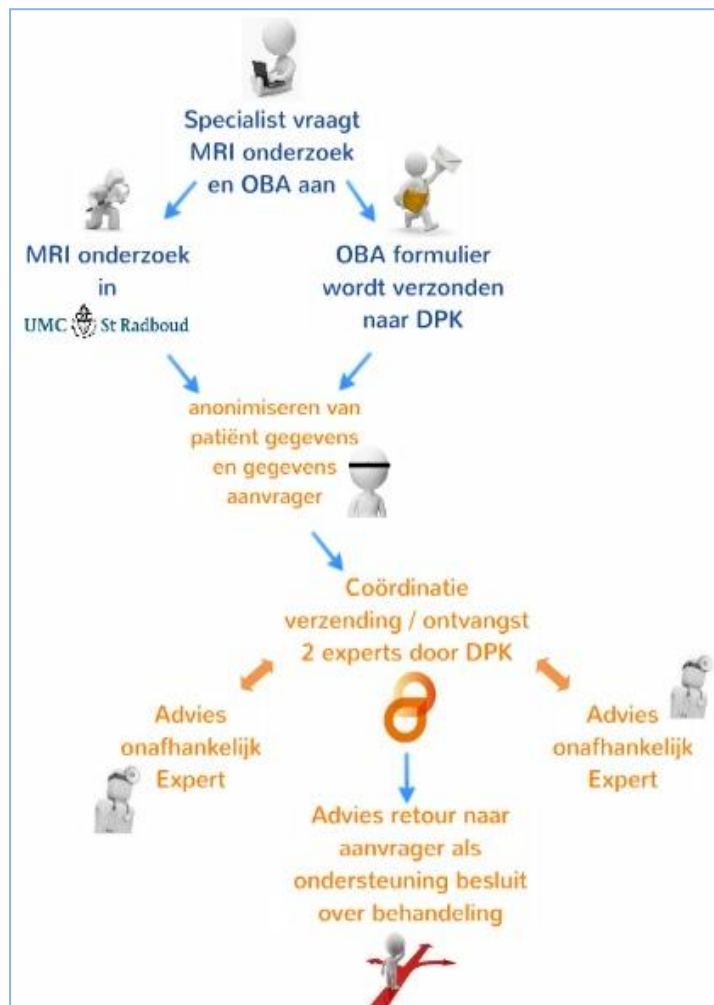 Specialist vraagt
MRI onderzoek
en OBA aan
MRI onderzoek
in
UMC St Radboud
OBA formulier
wordt verzonden
naar DPK
anonimiseren van
patiënt gegevens
en gegevens
aanvrager
Coördinatie
verzending / ontvangst
2 experts door DPK
Advies
onafhankelijk
Expert
Advies
onafhankelijk
Expert
Advies retour naar
aanvrager als
ondersteuning besluit
over behandeling